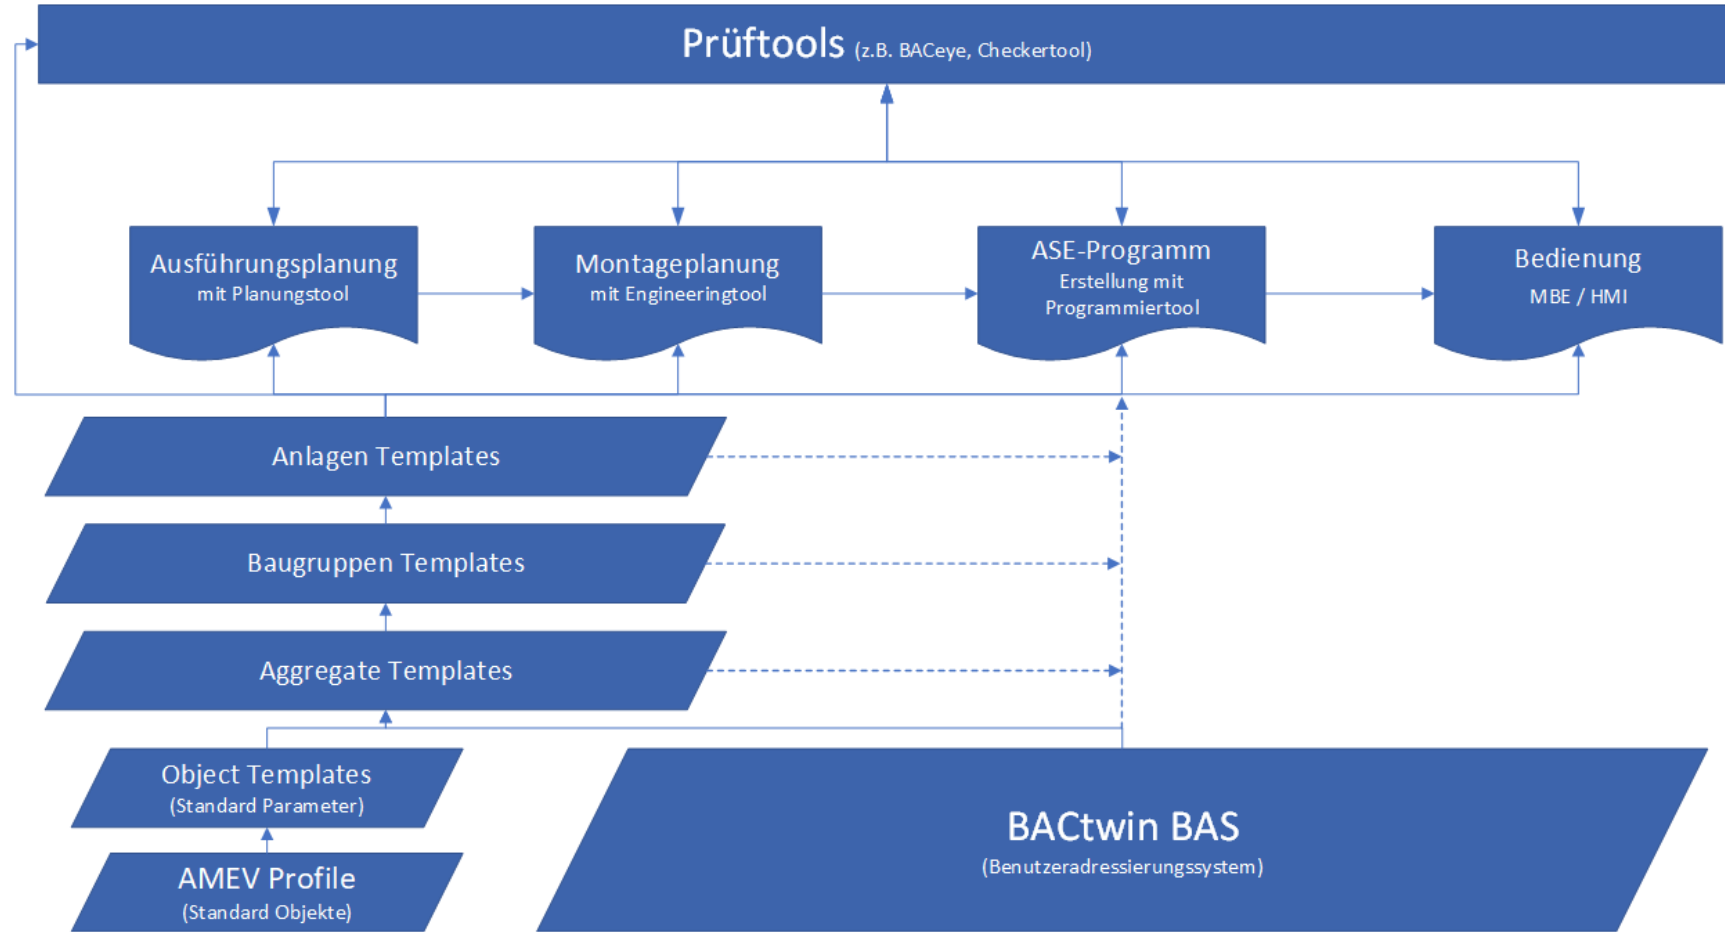 Prüftools (z.B. BACeye, Checkertool)
Ausführungsplanung
mit Planungstool
Montageplanung
mit Engineeringtool
ASE-Programm
Erstellung mit
Programmiertool
Bedienung
MBE / HMI
Anlagen Templates
Baugruppen Templates
Aggregate Templates
Object Templates
(Standard Parameter)
AMEV Profile
(Standard Objekte)
BACtwin BAS
(Benutzeradressierungssystem)